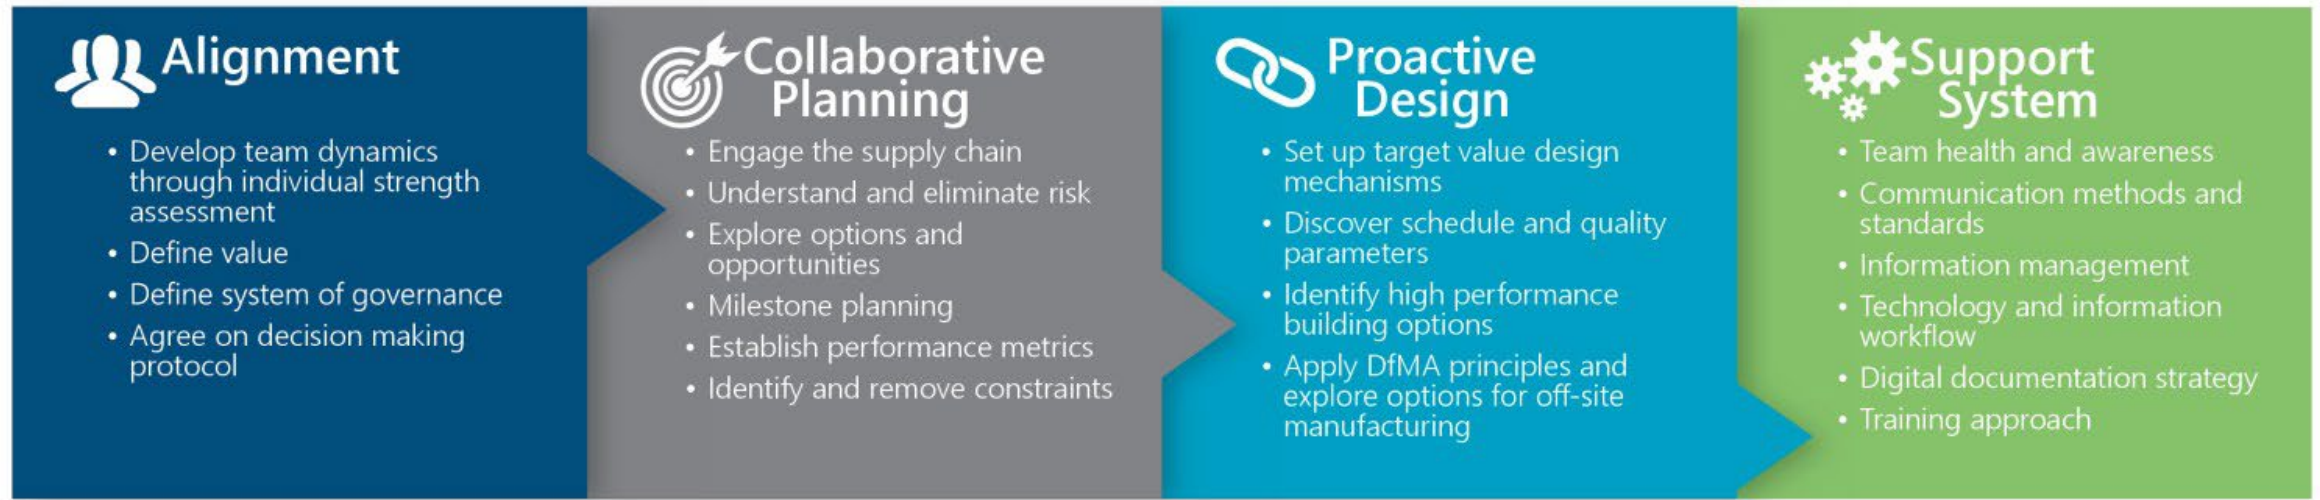 Alignment
• Develop team dynamics
through individual strength
assessment
• Define value
• Define system of governance
• Agree on decision making
protocol
Collaborative
Planning
• Engage the supply chain
• Understand and eliminate risk
• Explore options and
opportunities
• Milestone planning
• Establish performance metrics
• Identify and remove constraints
Proactive
Design
• Set up target value design
mechanisms
• Discover schedule and quality
parameters
• Identify high performance
building options
• Apply DfMA principles and
explore options for off-site
manufacturing
Support
System
• Team health and awareness
• Communication methods and
standards
• Information management
• Technology and information
workflow
• Digital documentation strategy
• Training approach